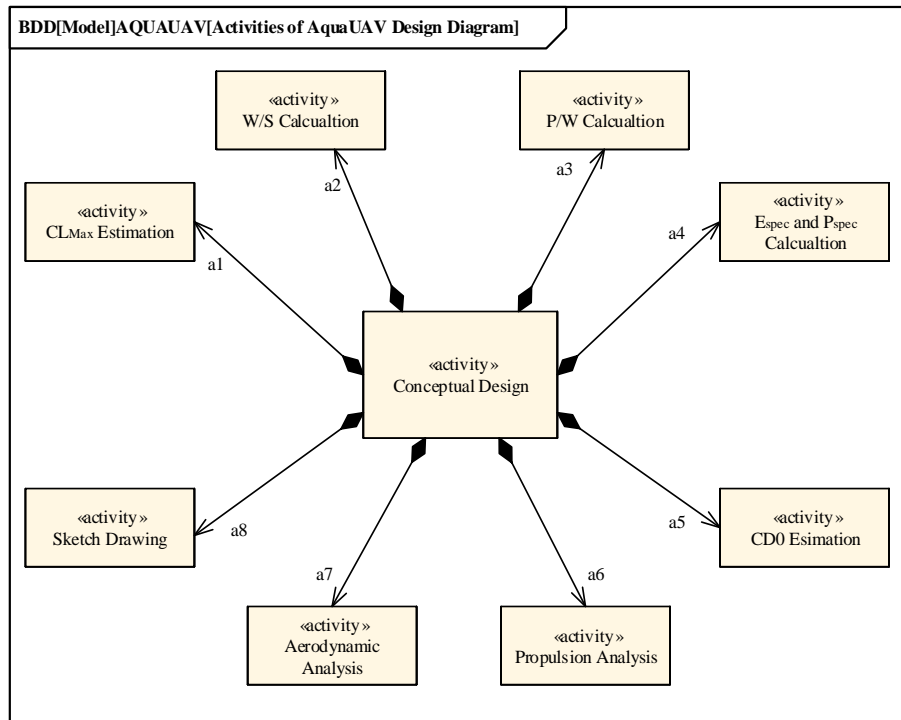 BDD[Model]AQUAUAV[Activities of AquaUAV Design Diagram]
«activity»
W/S Calcualtion
«activity»
P/W Calcualtion
a2
a3
«activity»
CLMax Estimation
«activity»
Espec and Pspec
Calcualtion
a1
a4
«activity»
Conceptual Design
«activity»
Sketch Drawing
a8
«activity»
CD0 Esimation
a5
a7
a6
«activity»
Aerodynamic
Analysis
«activity»
Propulsion Analysis